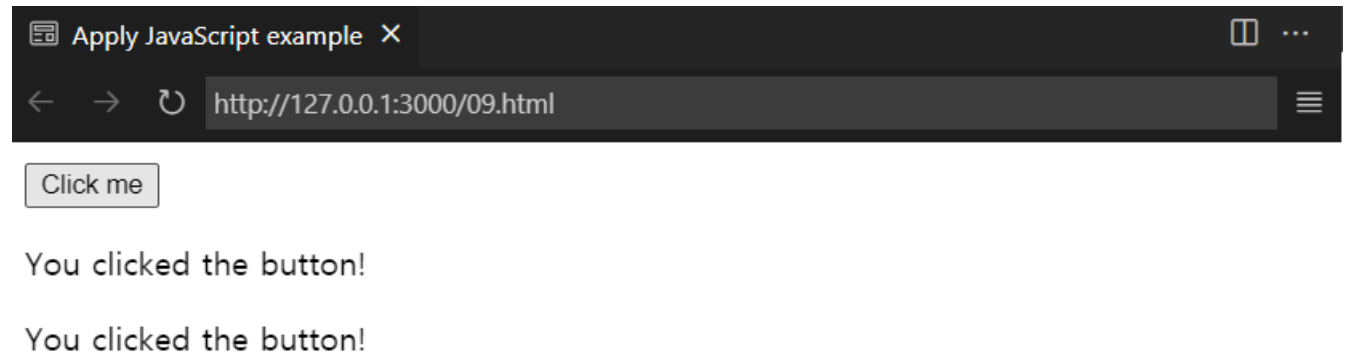 Apply JavaScript example
http://127.0.0.1:3000/09.html
Click me
You clicked the button!
You clicked the button!